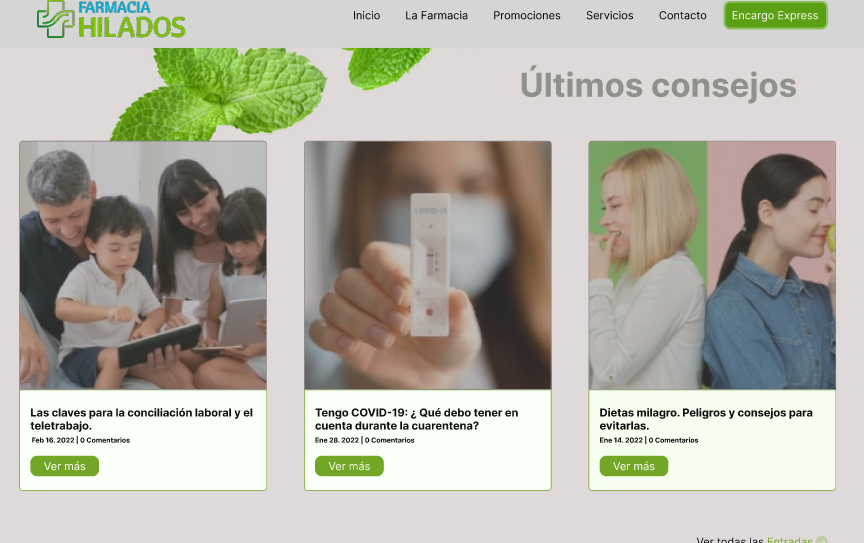 FARMACIA
HILADOS
Inicio La Farmacia Promociones Servicios Contacto Encargo Express
Últimos consejos
COVID-19
Las claves para la conciliación laboral y el
teletrabajo.
Feb 16. 2022 | 0 Comentarios
Ver más
Tengo COVID-19: ¿ Qué debo tener en
cuenta durante la cuarentena?
Ene 28. 2022 | 0 Comentarios
Ver más
Dietas milagro. Peligros y consejos para
evitarlas.
Ene 14. 2022 | 0 Comentarios
Ver más
Ver todas las Entradas